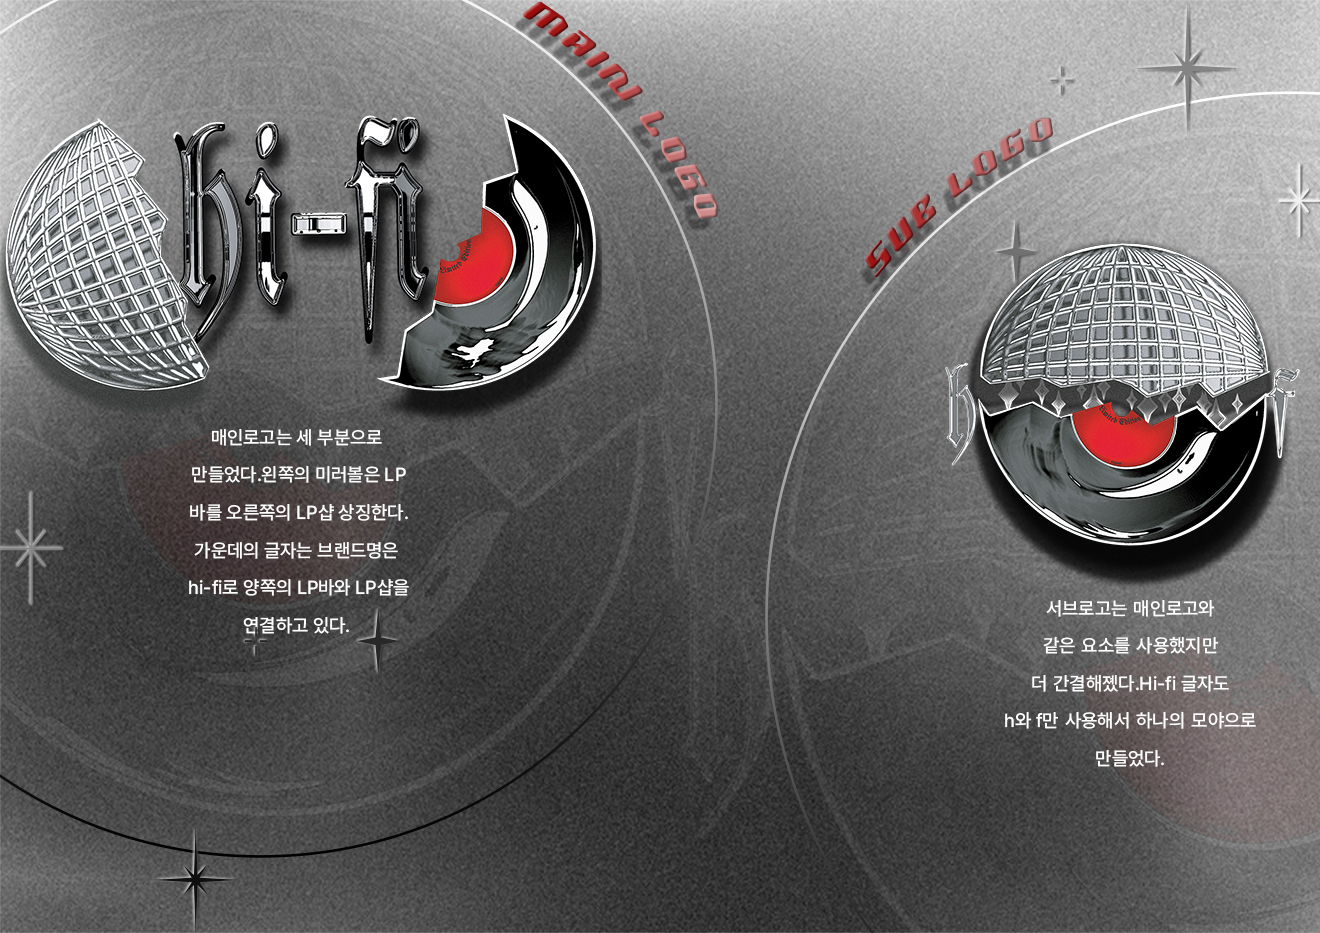 MAIN LOGO
hi-fi
Limited Edition
매인로고는 세 부분으로
만들었다.왼쪽의 미러볼은 LP
바를 오른쪽의 LP샵 상징한다.
가운데의 글자는 브랜드명은
hi-fi로 양쪽의 LP바와 LP샵을
연결하고 있다.
SUB LOGO
h f
Limited Edition
서브로고는 매인로고와
같은 요소를 사용했지만
더 간결해졌다.Hi-fi 글자도
h와 f만 사용해서 하나의 모야으로
만들었다.